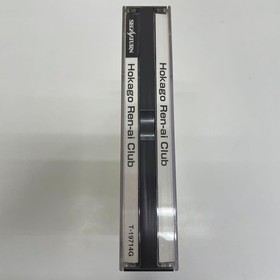 SEGA SATURN
Hokago Ren-ai Club
T-19714G
Hokago Ren-ai Club